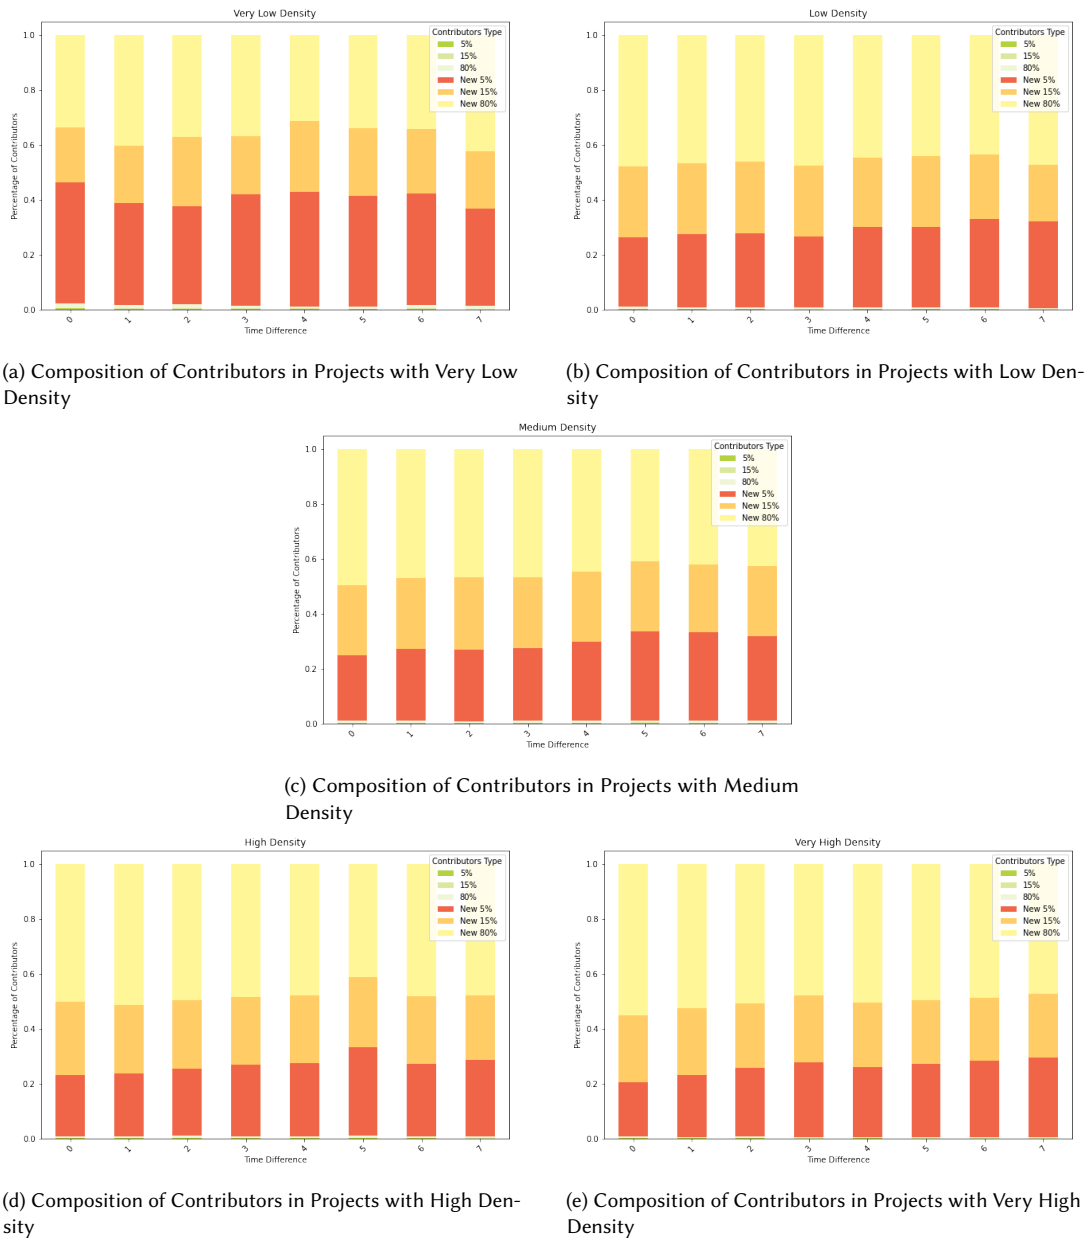 Very Low Density
Percentage of Contributors
1.0
0.8
0.6
0.4
0.2
0.0
Contributors Type
5%
15%
80%
New 5%
New 15%
New 80%
0 1 2 3 4 5 6 7
Time Difference
(a) Composition of Contributors in Projects with Very Low
Density
Low Density
Percentage of Contributors
1.0
0.8
0.6
0.4
0.2
0.0
Contributors Type
5%
15%
80%
New 5%
New 15%
New 80%
0 1 2 3 4 5 6 7
Time Difference
(b) Composition of Contributors in Projects with Low Den-
sity
Medium Density
Percentage of Contributors
1.0
0.8
0.6
0.4
0.2
0.0
Contributors Type
5%
15%
80%
New 5%
New 15%
New 80%
0 1 2 3 4 5 6 7
Time Difference
(c) Composition of Contributors in Projects with Medium
Density
High Density
Percentage of Contributors
1.0
0.8
0.6
0.4
0.2
0.0
Contributors Type
5%
15%
80%
New 5%
New 15%
New 80%
0 1 2 3 4 5 6 7
Time Difference
(d) Composition of Contributors in Projects with High Den-
sity
Very High Density
Percentage of Contributors
1.0
0.8
0.6
0.4
0.2
0.0
Contributors Type
5%
15%
80%
New 5%
New 15%
New 80%
0 1 2 3 4 5 6 7
Time Difference
(e) Composition of Contributors in Projects with Very High
Density